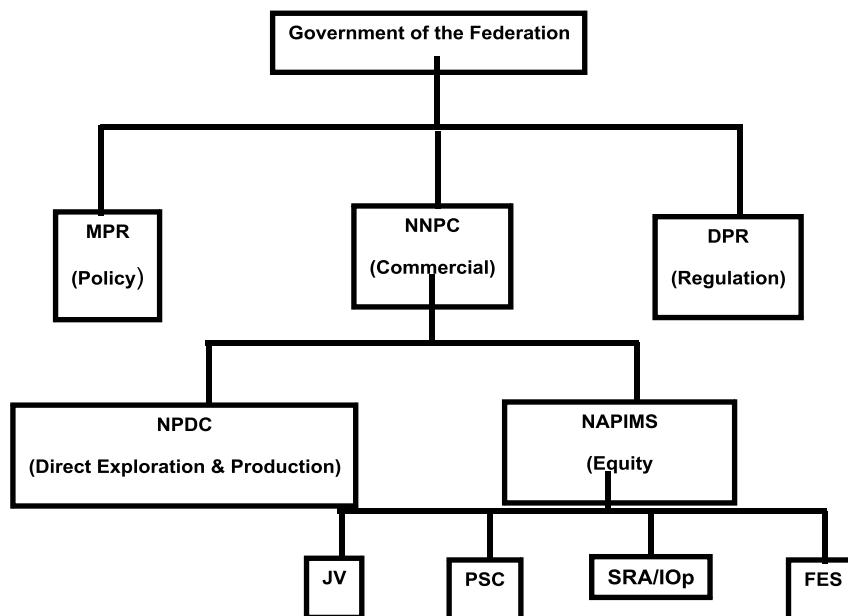 Government of the Federation
MPR
(Policy)
NNPC
(Commercial)
DPR
(Regulation)
NPDC
(Direct Exploration & Production)
NAPIMS
(Equity
JV
PSC
SRA/IOp
FES